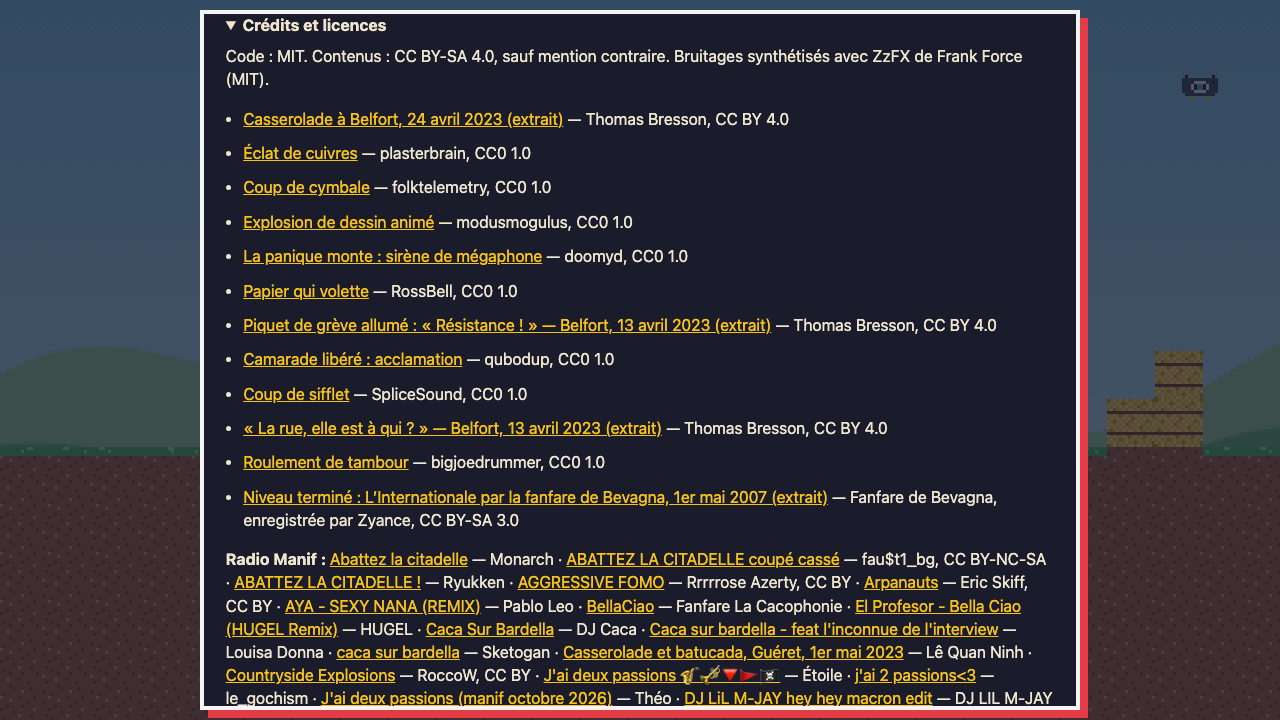 ▼ Crédits et licences
Code : MIT. Contenus : CC BY-SA 4.0, sauf mention contraire. Bruitages synthétisés avec ZzFX de Frank Force
(MIT).
• Casserolade à Belfort, 24 avril 2023 (extrait) — Thomas Bresson, CC BY 4.0
• Éclat de cuivres — plasterbrain, CC0 1.0
• Coup de cymbale — folktelemetry, CC0 1.0
• Explosion de dessin animé — modusmogulus, CC0 1.0
• La panique monte : sirène de mégaphone — doomyd, CC0 1.0
• Papier qui volette — RossBell, CC0 1.0
• Piquet de grève allumé : « Résistance ! » — Belfort, 13 avril 2023 (extrait) — Thomas Bresson, CC BY 4.0
• Camarade libéré : acclamation — qubodup, CC0 1.0
• Coup de sifflet — SpliceSound, CC0 1.0
• « La rue, elle est à qui ? » — Belfort, 13 avril 2023 (extrait) — Thomas Bresson, CC BY 4.0
• Roulement de tambour — bigjoedrummer, CC0 1.0
• Niveau terminé : L’Internationale par la fanfare de Bevagna, 1er mai 2007 (extrait) — Fanfare de Bevagna,
enregistrée par Zyance, CC BY-SA 3.0
Radio Manif : Abattez la citadelle — Monarch · ABATTEZ LA CITADELLE coupé cassé — fau$t1_bg, CC BY-NC-SA
· ABATTEZ LA CITADELLE ! — Ryukken · AGGRESSIVE FOMO — Rrrrrose Azerty, CC BY · Arpanauts — Eric Skiff,
CC BY · AYA - SEXY NANA (REMIX) — Pablo Leo · BellaCiao — Fanfare La Cacophonie · El Profesor - Bella Ciao
(HUGEL Remix) — HUGEL · Caca Sur Bardella — DJ Caca · Caca sur bardella - feat l'inconnue de l'interview —
Louisa Donna · caca sur bardella — Sketogan · Casserolade et batucada, Guéret, 1er mai 2023 — Lê Quan Ninh ·
Countryside Explosions — RoccoW, CC BY · J'ai deux passions 🎷🎺🔻🚩🏴‍☠️ — Étoile · j'ai 2 passions<3 —
le_gochism · J'ai deux passions (manif octobre 2026) — Théo · DJ LiL M-JAY hey hey macron edit — DJ LIL M-JAY